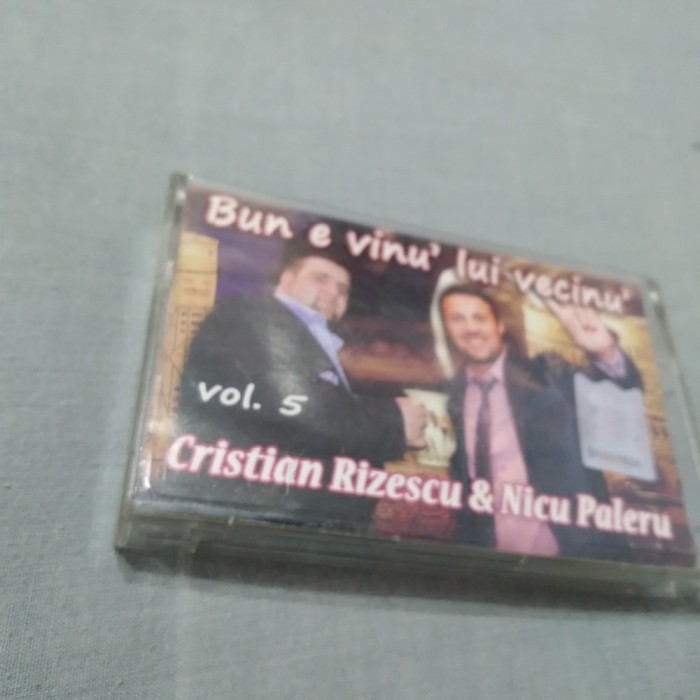 Bun e vinu' lui vecinu'
vol. 5
Cristian Rizescu & Nicu Paleru